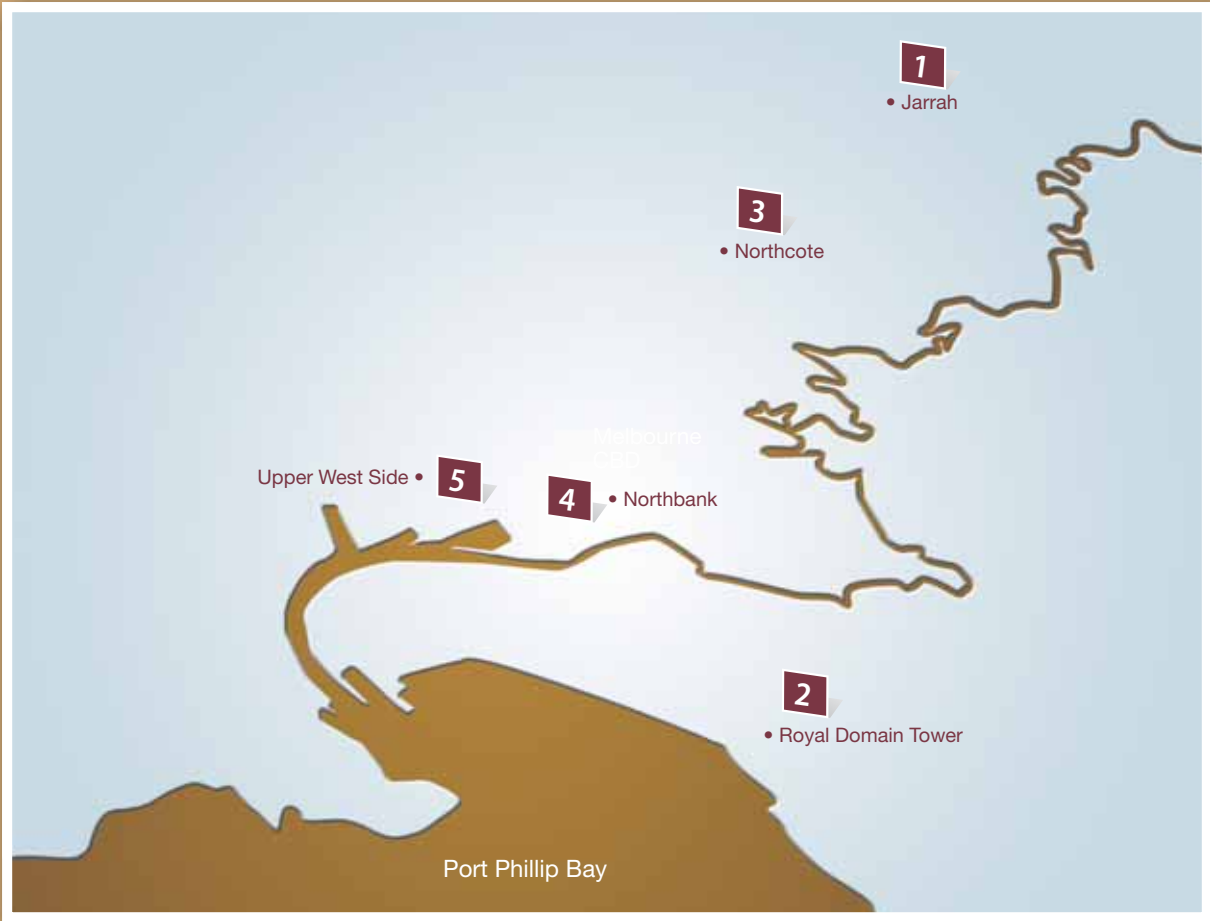 1
• Jarrah
3
• Northcote
Melbourne
CBD
Upper West Side •
5
4
• Northbank
2
• Royal Domain Tower
Port Phillip Bay